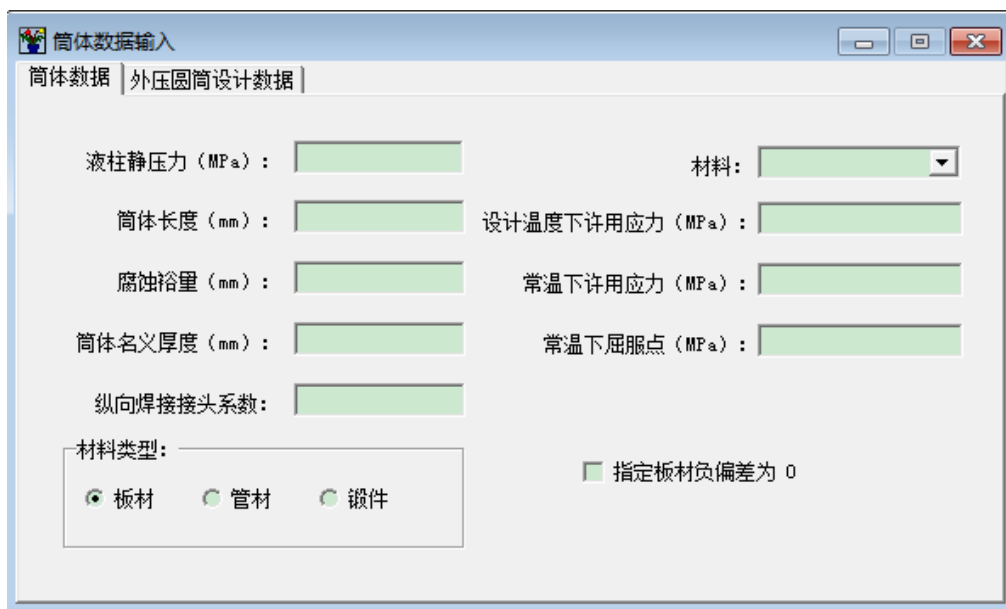 筒体数据输入
筒体数据 外压圆筒设计数据
液柱静压力（MPa）: 材料:
筒体长度（mm）: 设计温度下许用应力（MPa）:
腐蚀裕量（mm）: 常温下许用应力（MPa）:
筒体名义厚度（mm）: 常温下屈服点（MPa）:
纵向焊接接头系数:
材料类型:
指定板材负偏差为 0
板材 管材 锻件